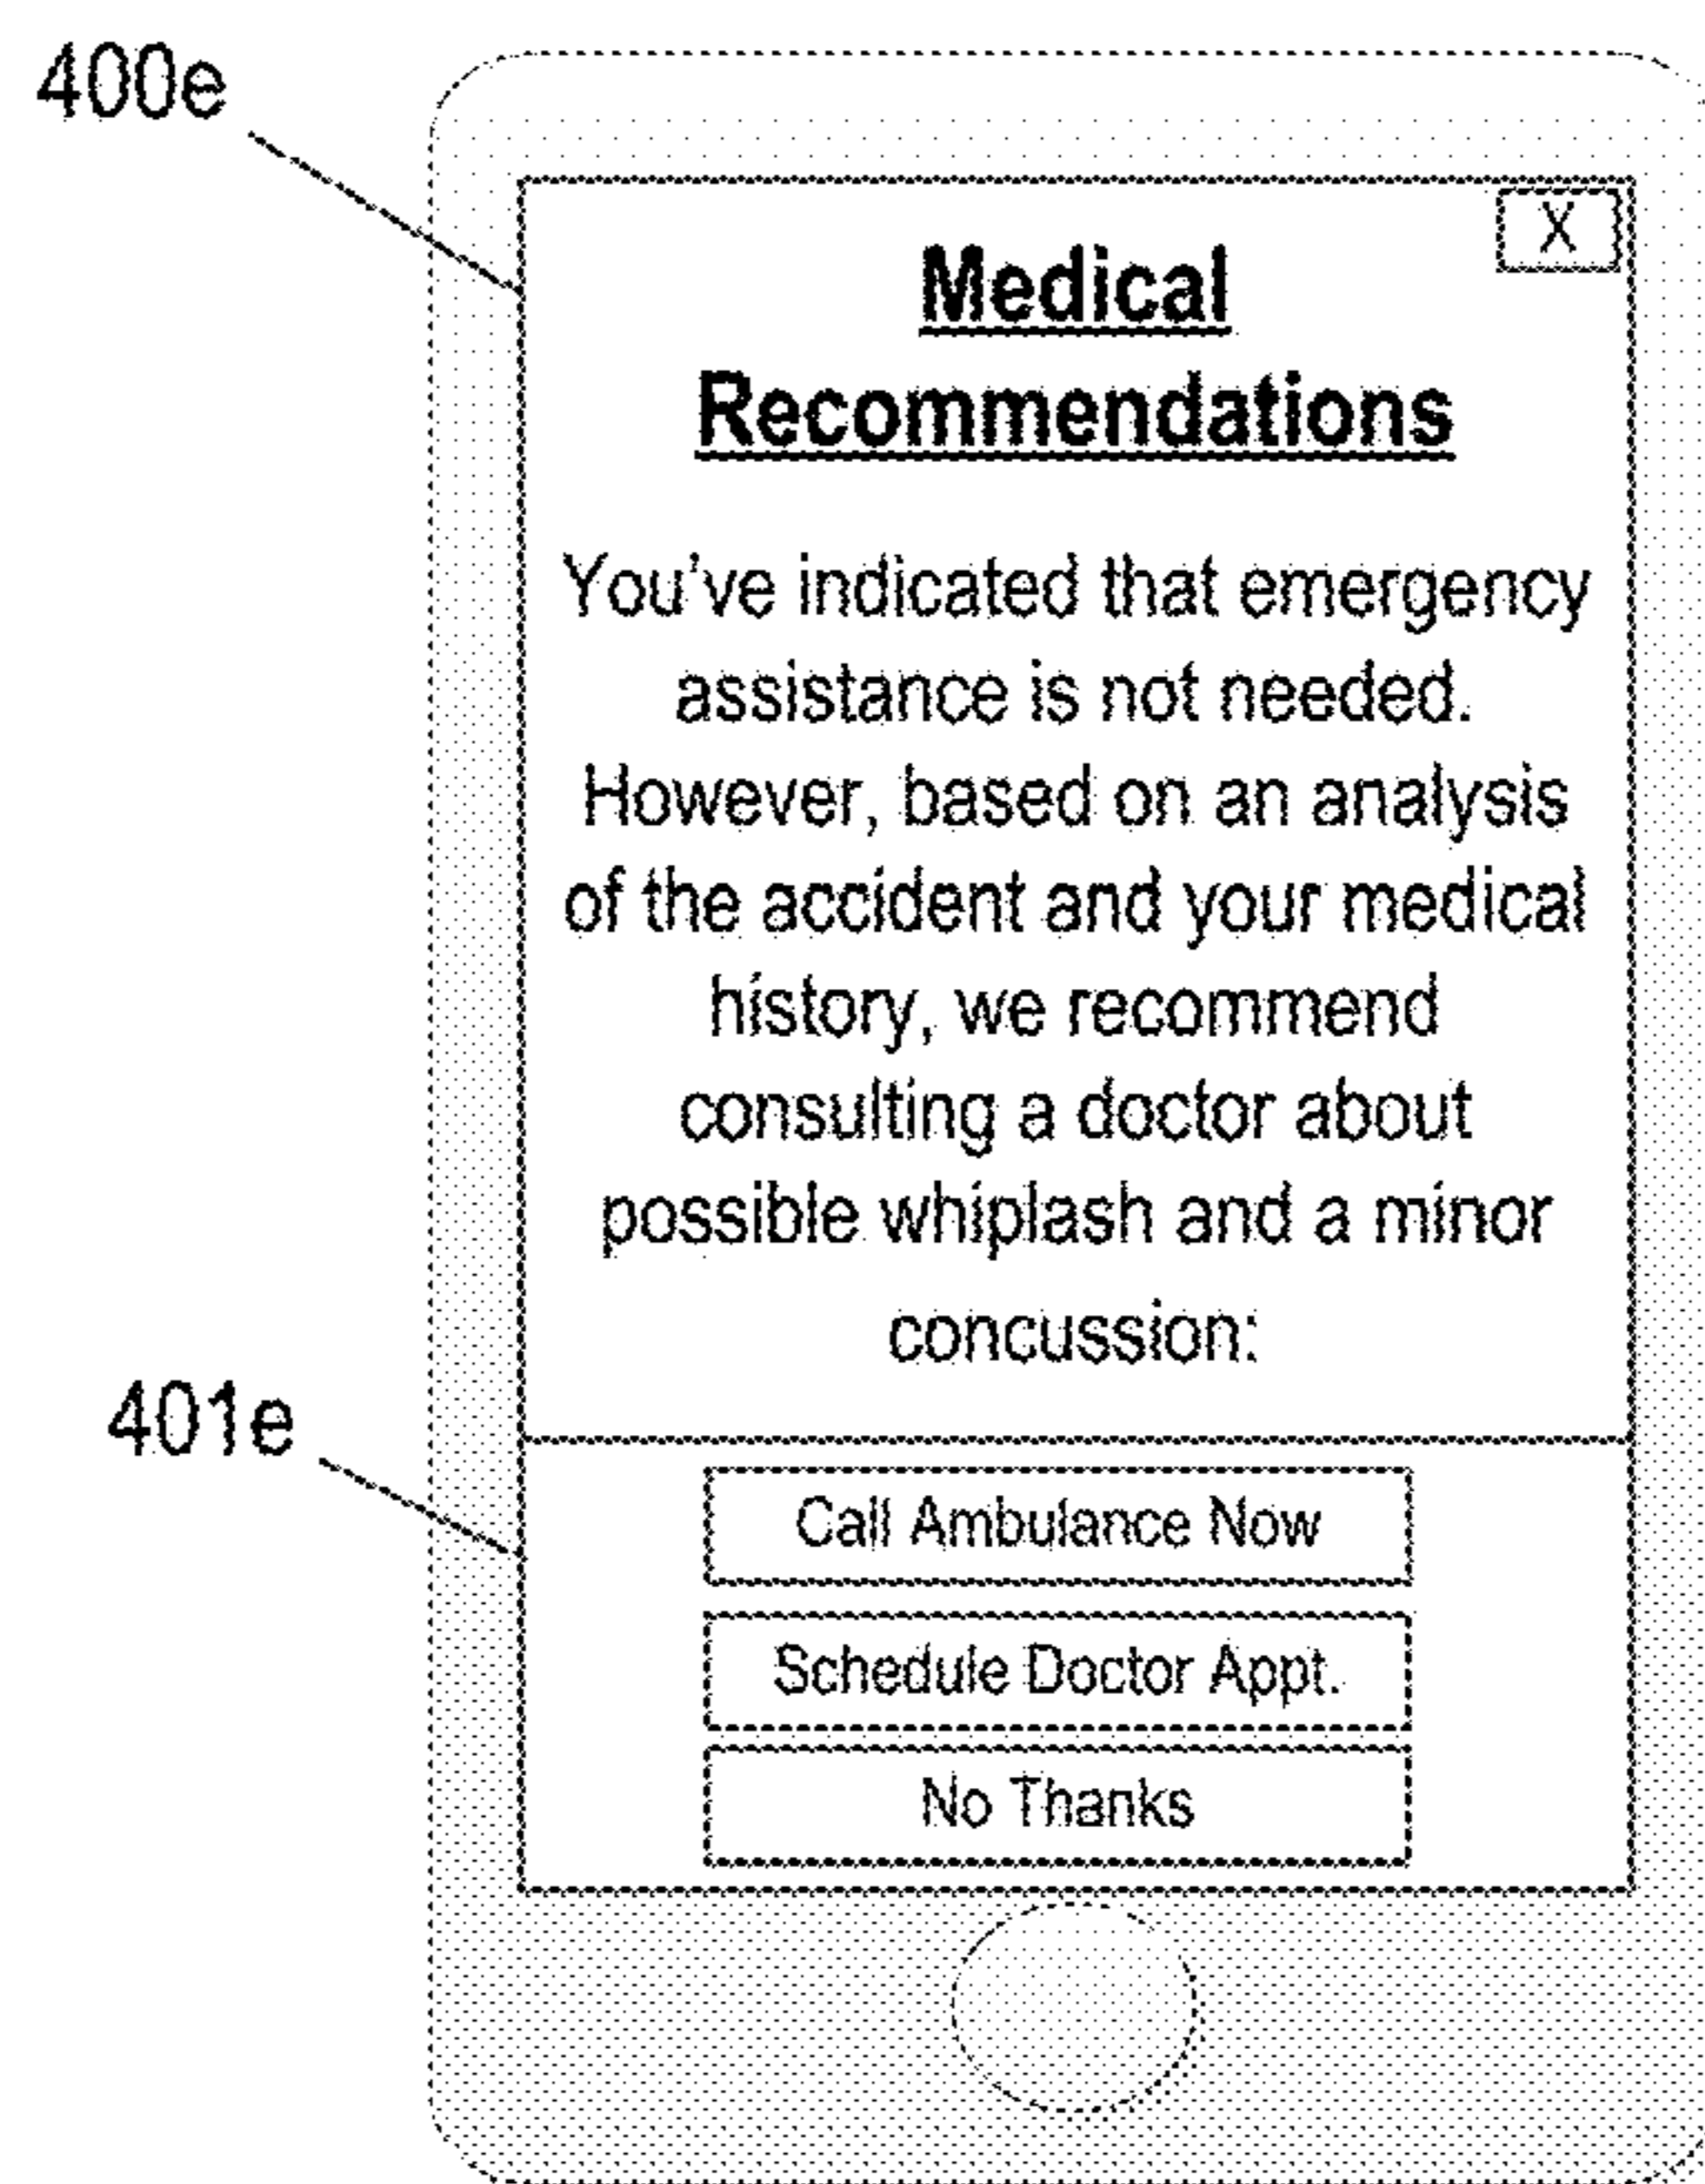 400e
X
Medical
Recommendations
You've indicated that emergency
assistance is not needed.
However, based on an analysis
of the accident and your medical
history, we recommend
consulting a doctor about
possible whiplash and a minor
concussion:
401e
Call Ambulance Now
Schedule Doctor Appt.
No Thanks